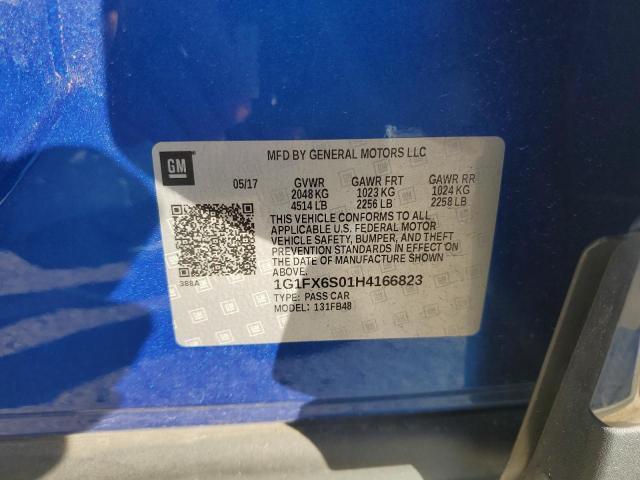 GM
MFD BY GENERAL MOTORS LLC
05/17 GVWR GAWR FRT GAWR RR
2048 KG 1023 KG 1024 KG
4514 LB 2256 LB 2258 LB
THIS VEHICLE CONFORMS TO ALL
APPLICABLE U.S. FEDERAL MOTOR
VEHICLE SAFETY, BUMPER, AND THEFT
PREVENTION STANDARDS IN EFFECT ON
THE DATE OF MANUFACTURE SHOWN
ABOVE.
388A
1G1FX6S01H4166823
TYPE: PASS CAR
MODEL: 131FB48